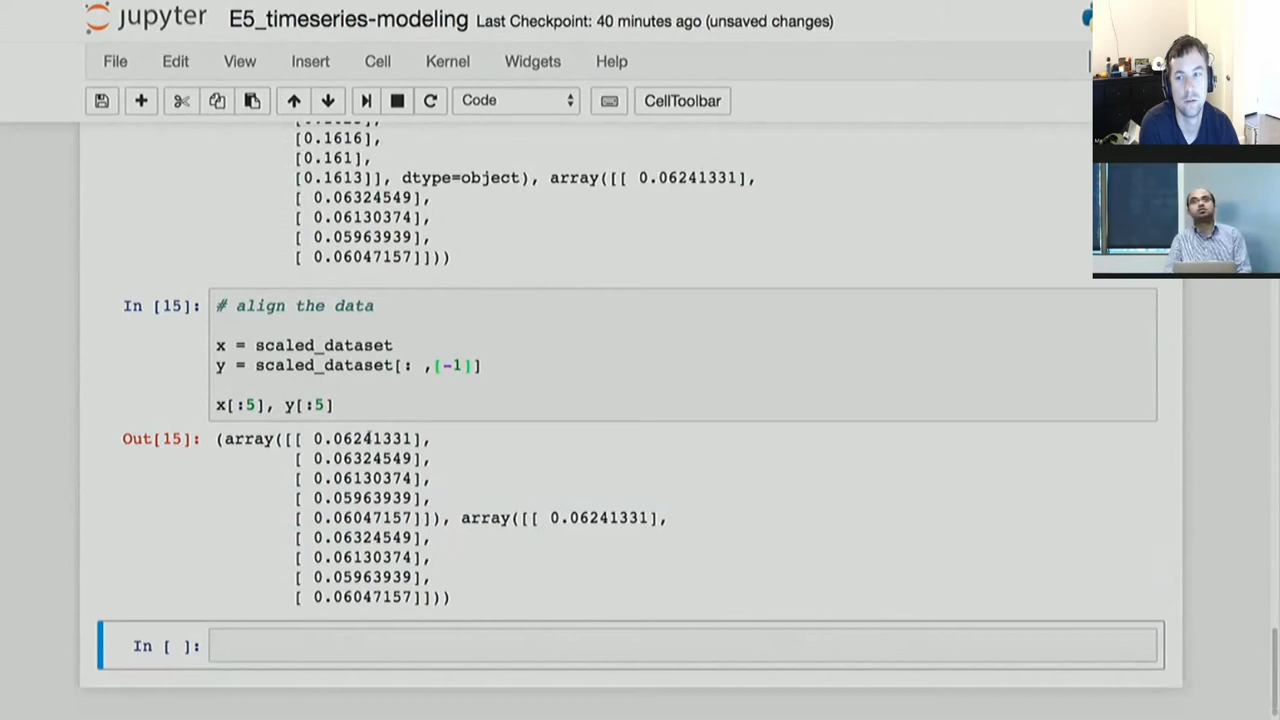 jupyter E5_timeseries-modeling Last Checkpoint: 40 minutes ago (unsaved changes)
File Edit View Insert Cell Kernel Widgets Help
Code CellToolbar
[0.1616],
[0.161],
[0.1613]], dtype=object), array([[ 0.06241331],
[ 0.06324549],
[ 0.06130374],
[ 0.05963939],
[ 0.06047157]]))
In [15]: # align the data
x = scaled_dataset
y = scaled_dataset[: ,[-1]]
x[:5], y[:5]
Out[15]: (array([[ 0.06241331],
[ 0.06324549],
[ 0.06130374],
[ 0.05963939],
[ 0.06047157]]), array([[ 0.06241331],
[ 0.06324549],
[ 0.06130374],
[ 0.05963939],
[ 0.06047157]]))
In [ ]: